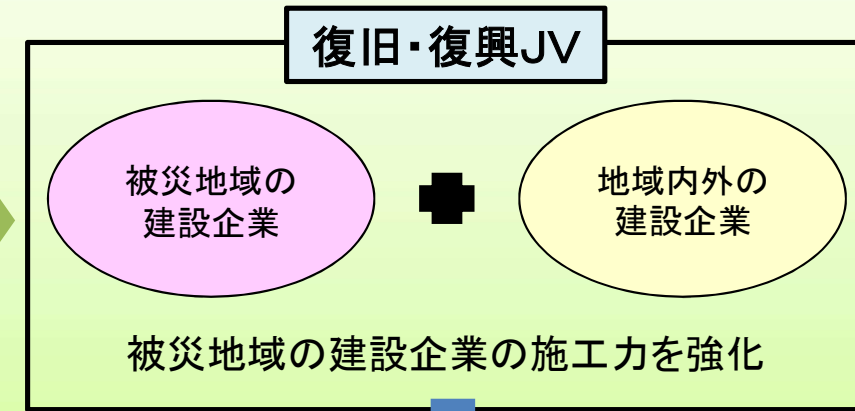 復旧・復興JV
被災地域の
建設企業
地域内外の
建設企業
被災地域の建設企業の施工力を強化